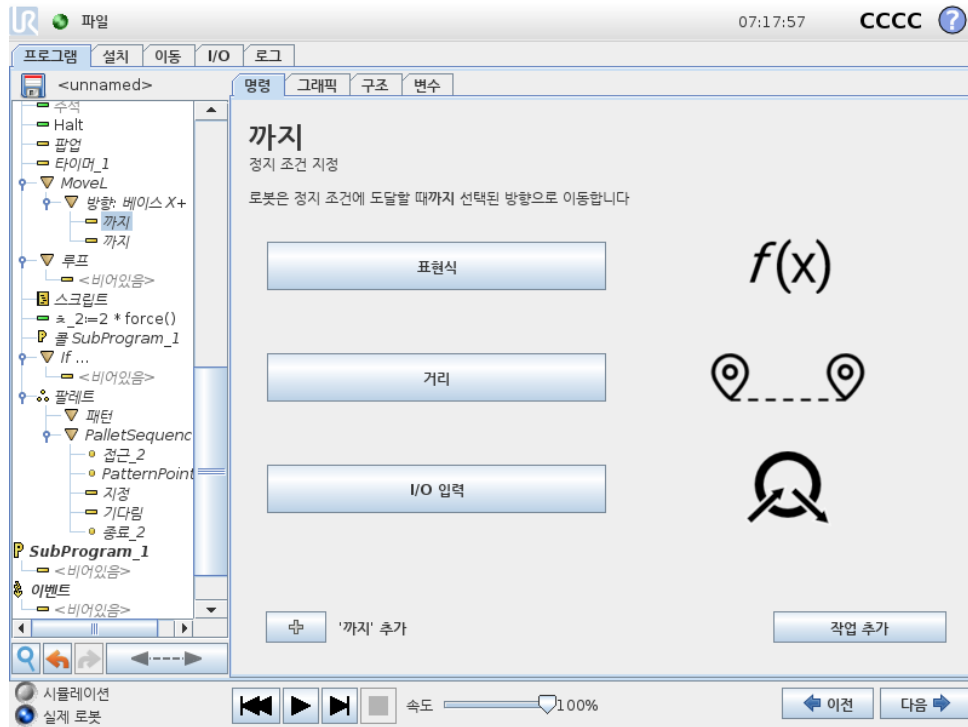 UR 파일 07:17:57 CCCC ?
프로그램 설치 이동 I/O 로그
<unnamed>
명령 그래픽 구조 변수
주석
Halt
팝업
타이머_1
MoveL
방향: 베이스 X+
까지
까지
루프
<비어있음>
스크립트
2≔2 * force()
P 콜 SubProgram_1
If ...
<비어있음>
팔레트
패턴
PalletSequenc
접근_2
PatternPoint
지정
기다림
종료_2
P SubProgram_1
<비어있음>
이벤트
<비어있음>
까지
정지 조건 지정
로봇은 정지 조건에 도달할 때까지 선택된 방향으로 이동합니다
표현식
f(x)
거리
I/O 입력
'까지' 추가
작업 추가
시뮬레이션
실제 로봇
속도 100%
이전 다음